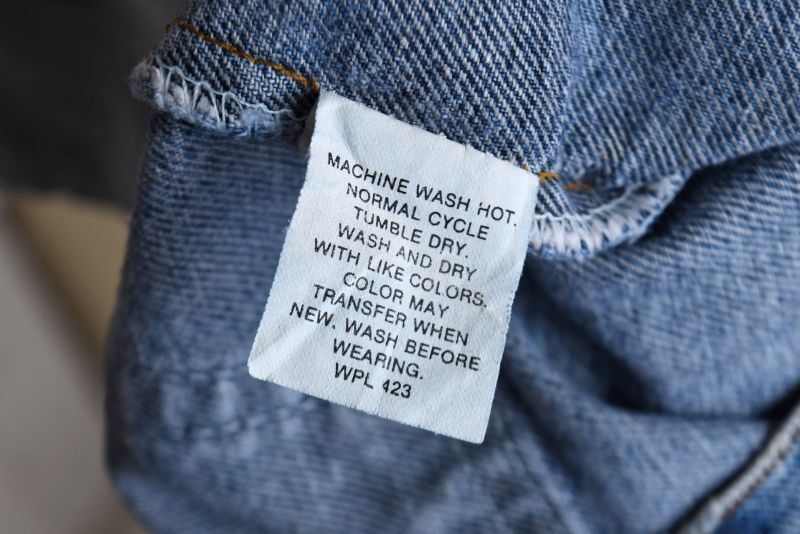 MACHINE WASH HOT.
NORMAL CYCLE
TUMBLE DRY.
WASH AND DRY
WITH LIKE COLORS.
COLOR MAY
TRANSFER WHEN
NEW. WASH BEFORE
WEARING.
WPL 423